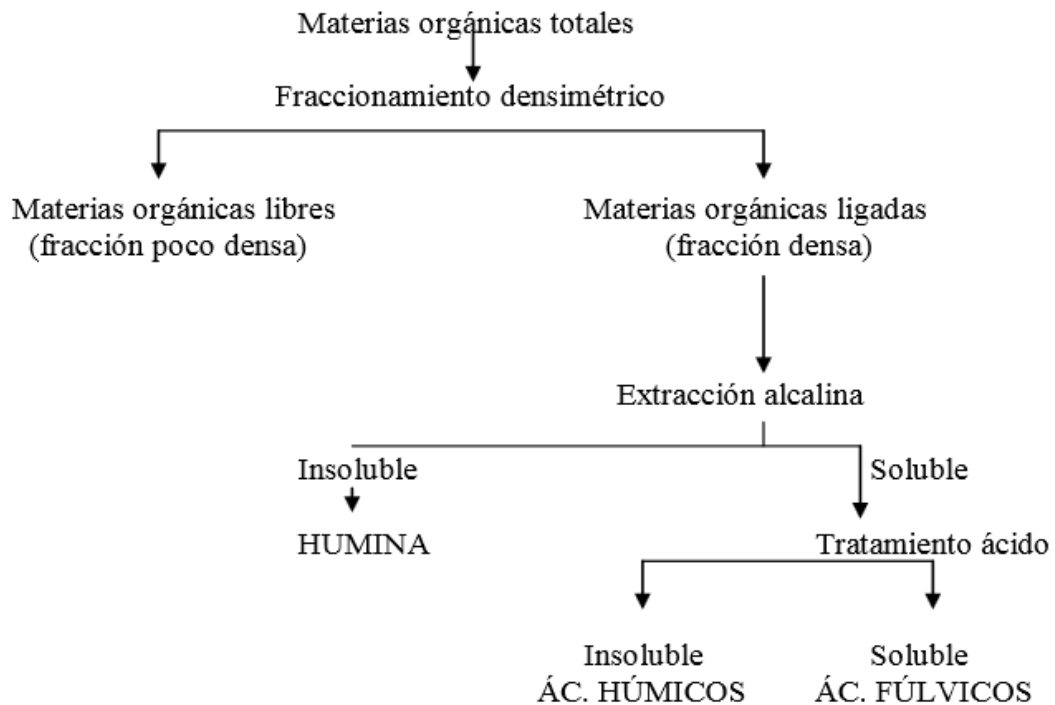 Materias orgánicas totales
Fraccionamiento densimétrico
Materias orgánicas libres
(fracción poco densa)
Materias orgánicas ligadas
(fracción densa)
Extracción alcalina
Insoluble
HUMINA
Soluble
Tratamiento ácido
Insoluble
ÁC. HÚMICOS
Soluble
ÁC. FÚLVICOS